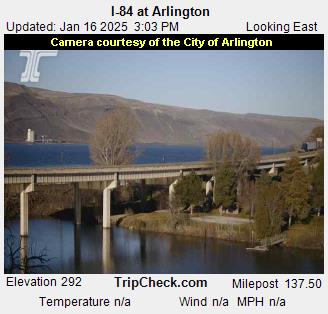 I-84 at Arlington
Updated: Jan 16 2025 3:03 PM Looking East
Camera courtesy of the City of Arlington
Elevation 292 TripCheck.com Milepost 137.50
Temperature n/a Wind n/a MPH n/a